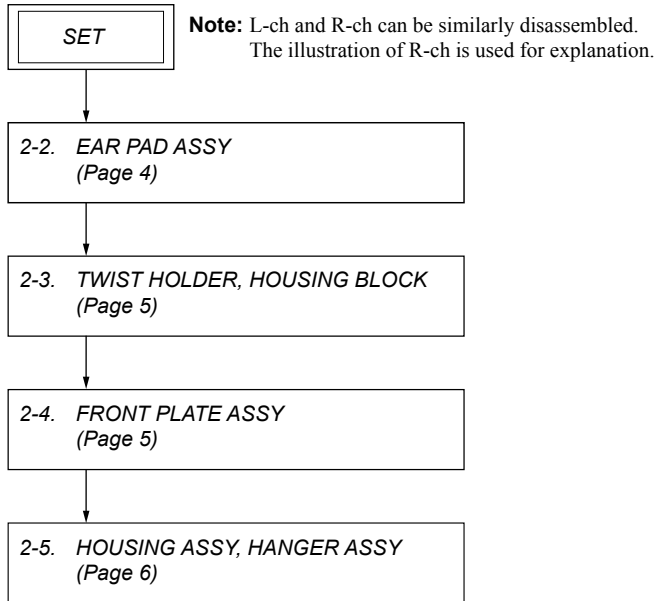 SET
Note: L-ch and R-ch can be similarly disassembled.
The illustration of R-ch is used for explanation.
2-2. EAR PAD ASSY
(Page 4)
2-3. TWIST HOLDER, HOUSING BLOCK
(Page 5)
2-4. FRONT PLATE ASSY
(Page 5)
2-5. HOUSING ASSY, HANGER ASSY
(Page 6)